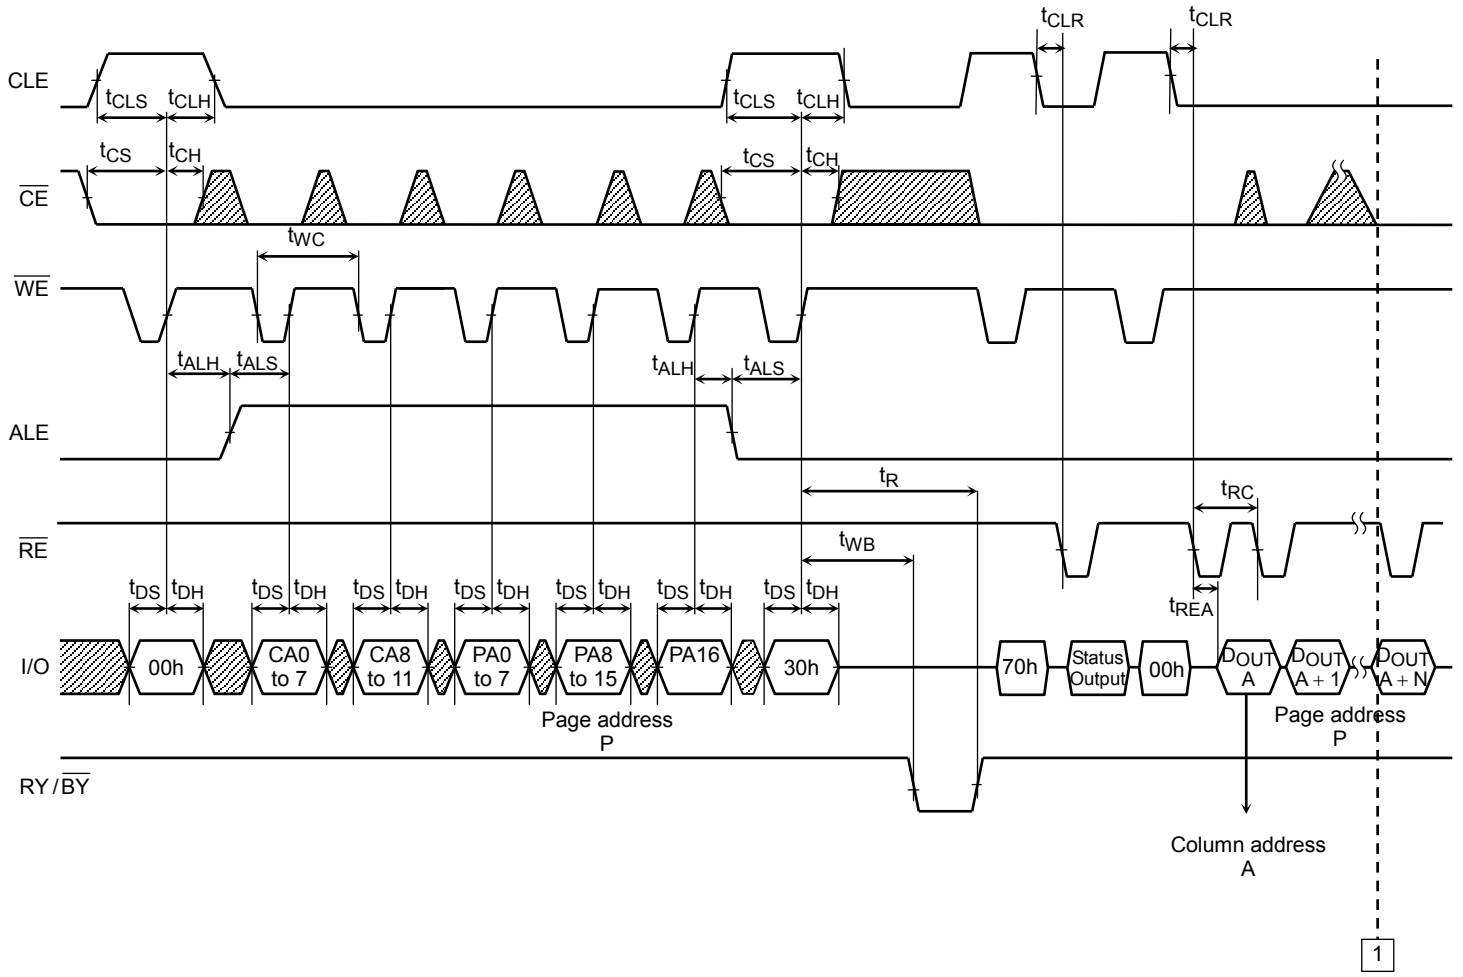 tCLR
tCLR
CLE
tCLS
tCLH
tCLS
tCLH
tCS
tCH
tCS
tCH
CE
tWC
WE
tALH
tALS
tALH
tALS
ALE
tR
tRC
RE
tWB
tDS
tDH
tDS
tDH
tDS
tDH
tDS
tDH
tDS
tDH
tDS
tDH
tDS
tDH
tREA
I/O
00h
CA0
to 7
CA8
to 11
PA0
to 7
PA8
to 15
PA16
30h
70h
Status
Output
00h
DOUT
A
DOUT
A + 1
DOUT
A + N
Page address
P
Page address
P
RY/BY
Column address
A
1